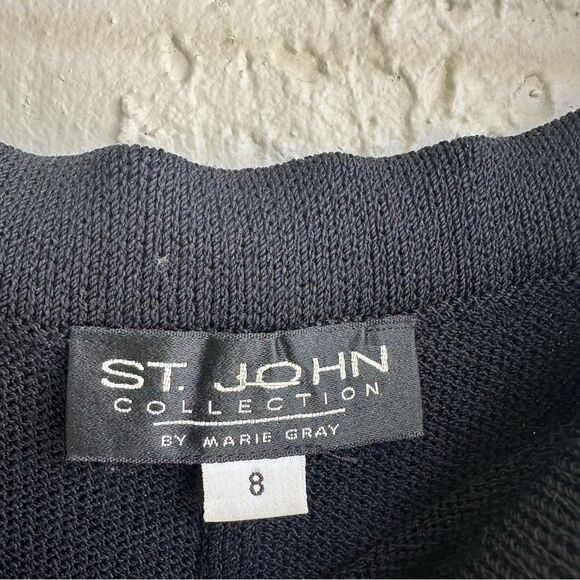 ST. JOHN
COLLECTION
BY MARIE GRAY
8